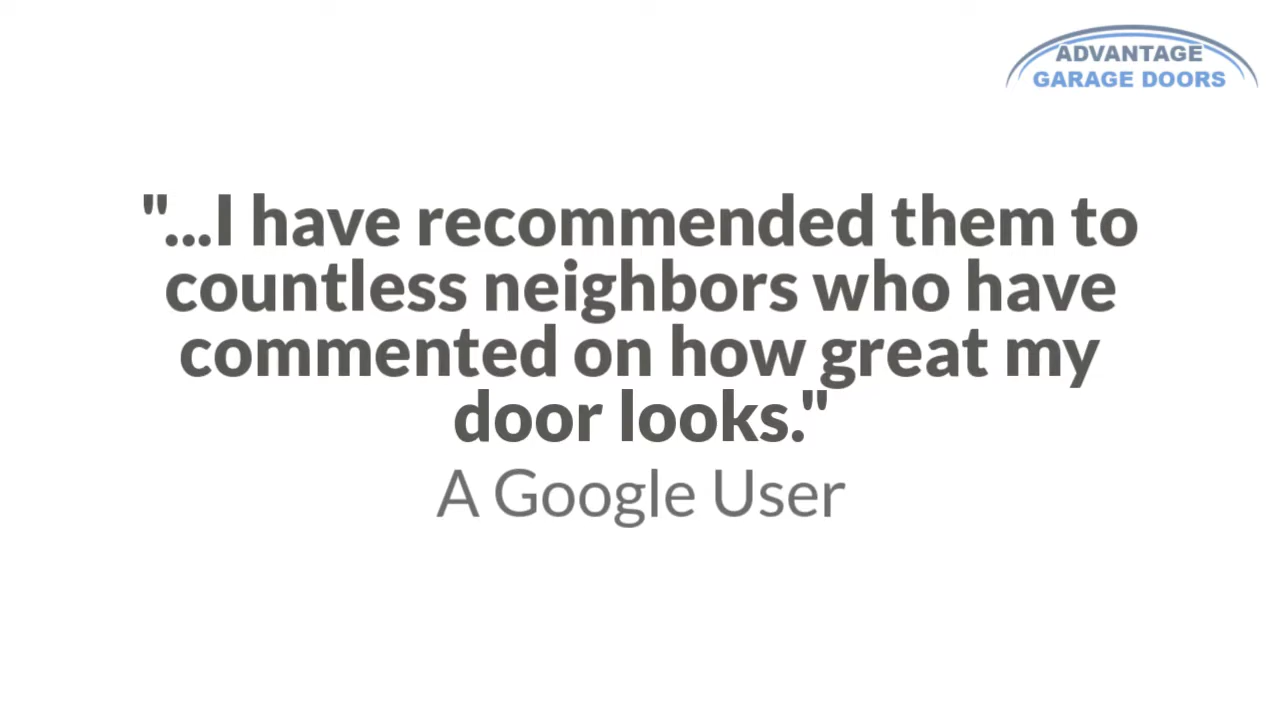 ADVANTAGE
GARAGE DOORS
"...I have recommended them to
countless neighbors who have
commented on how great my
door looks."
A Google User